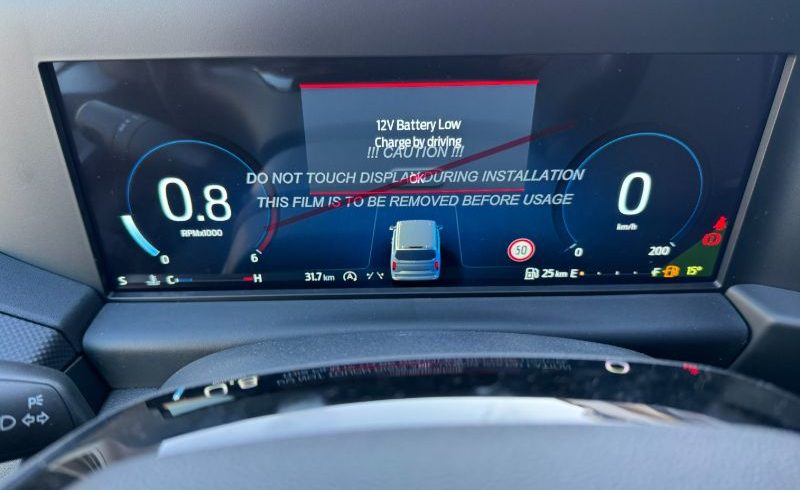 12V Battery Low
Charge by driving
!!! CAUTION !!!
DO NOT TOUCH DISPLAY DURING INSTALLATION
OK
THIS FILM IS TO BE REMOVED BEFORE USAGE
0.8
RPMx1000
0 6
0
km/h
0 200
50
S C H 31.7 km 25 km E F 15°